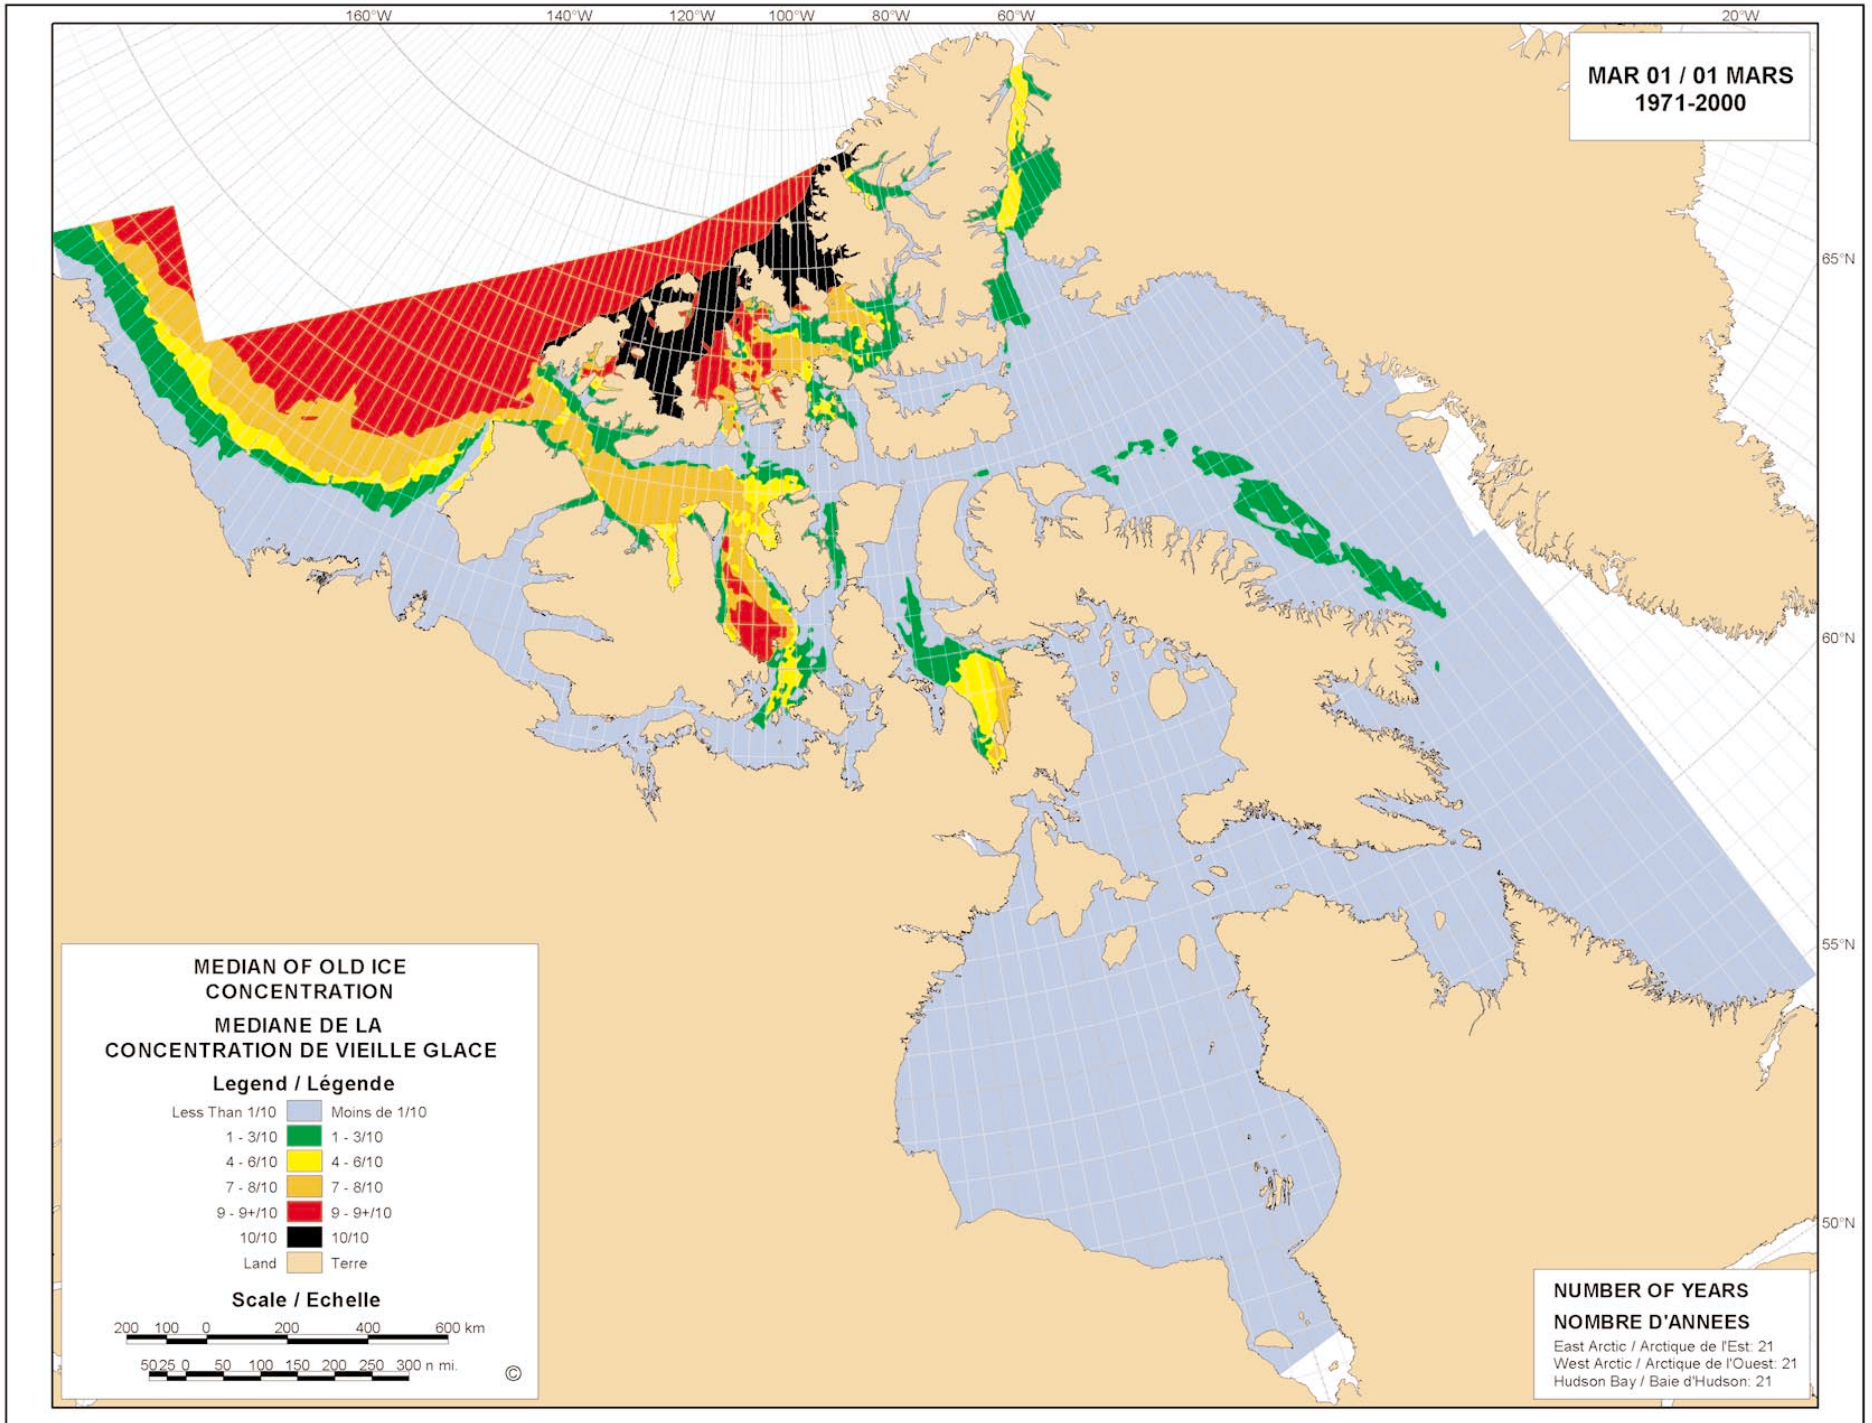 160°W 140°W 120°W 100°W 80°W 60°W 20°W
MAR 01 / 01 MARS
1971-2000
65°N
60°N
55°N
50°N
MEDIAN OF OLD ICE
CONCENTRATION
MEDIANE DE LA
CONCENTRATION DE VIEILLE GLACE
Legend / Légende
Less Than 1/10 Moins de 1/10
1 - 3/10 1 - 3/10
4 - 6/10 4 - 6/10
7 - 8/10 7 - 8/10
9 - 9+/10 9 - 9+/10
10/10 10/10
Land Terre
Scale / Echelle
200 100 0 200 400 600 km
50 25 0 50 100 150 200 250 300 n mi.
©
NUMBER OF YEARS
NOMBRE D'ANNEES
East Arctic / Arctique de l'Est: 21
West Arctic / Arctique de l'Ouest: 21
Hudson Bay / Baie d'Hudson: 21